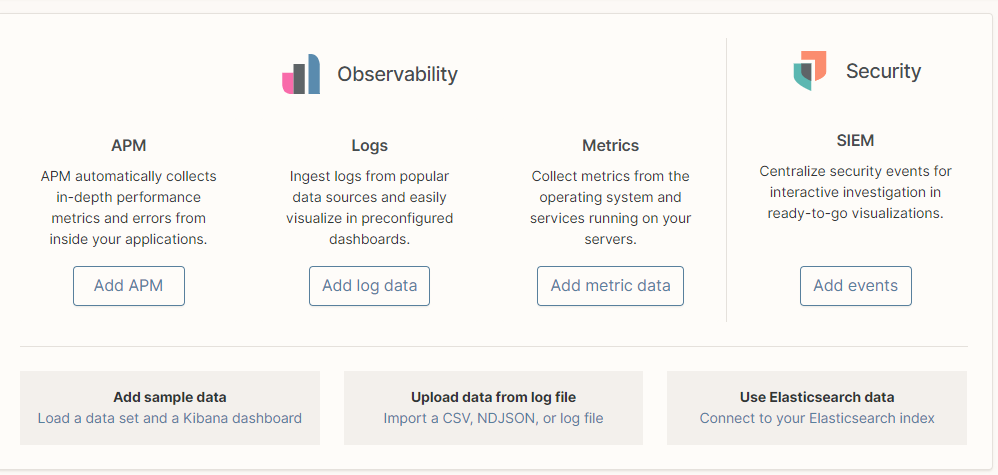 Observability
Security
APM
APM automatically collects
in-depth performance
metrics and errors from
inside your applications.
Add APM
Logs
Ingest logs from popular
data sources and easily
visualize in preconfigured
dashboards.
Add log data
Metrics
Collect metrics from the
operating system and
services running on your
servers.
Add metric data
SIEM
Centralize security events for
interactive investigation in
ready-to-go visualizations.
Add events
Add sample data
Load a data set and a Kibana dashboard
Upload data from log file
Import a CSV, NDJSON, or log file
Use Elasticsearch data
Connect to your Elasticsearch index